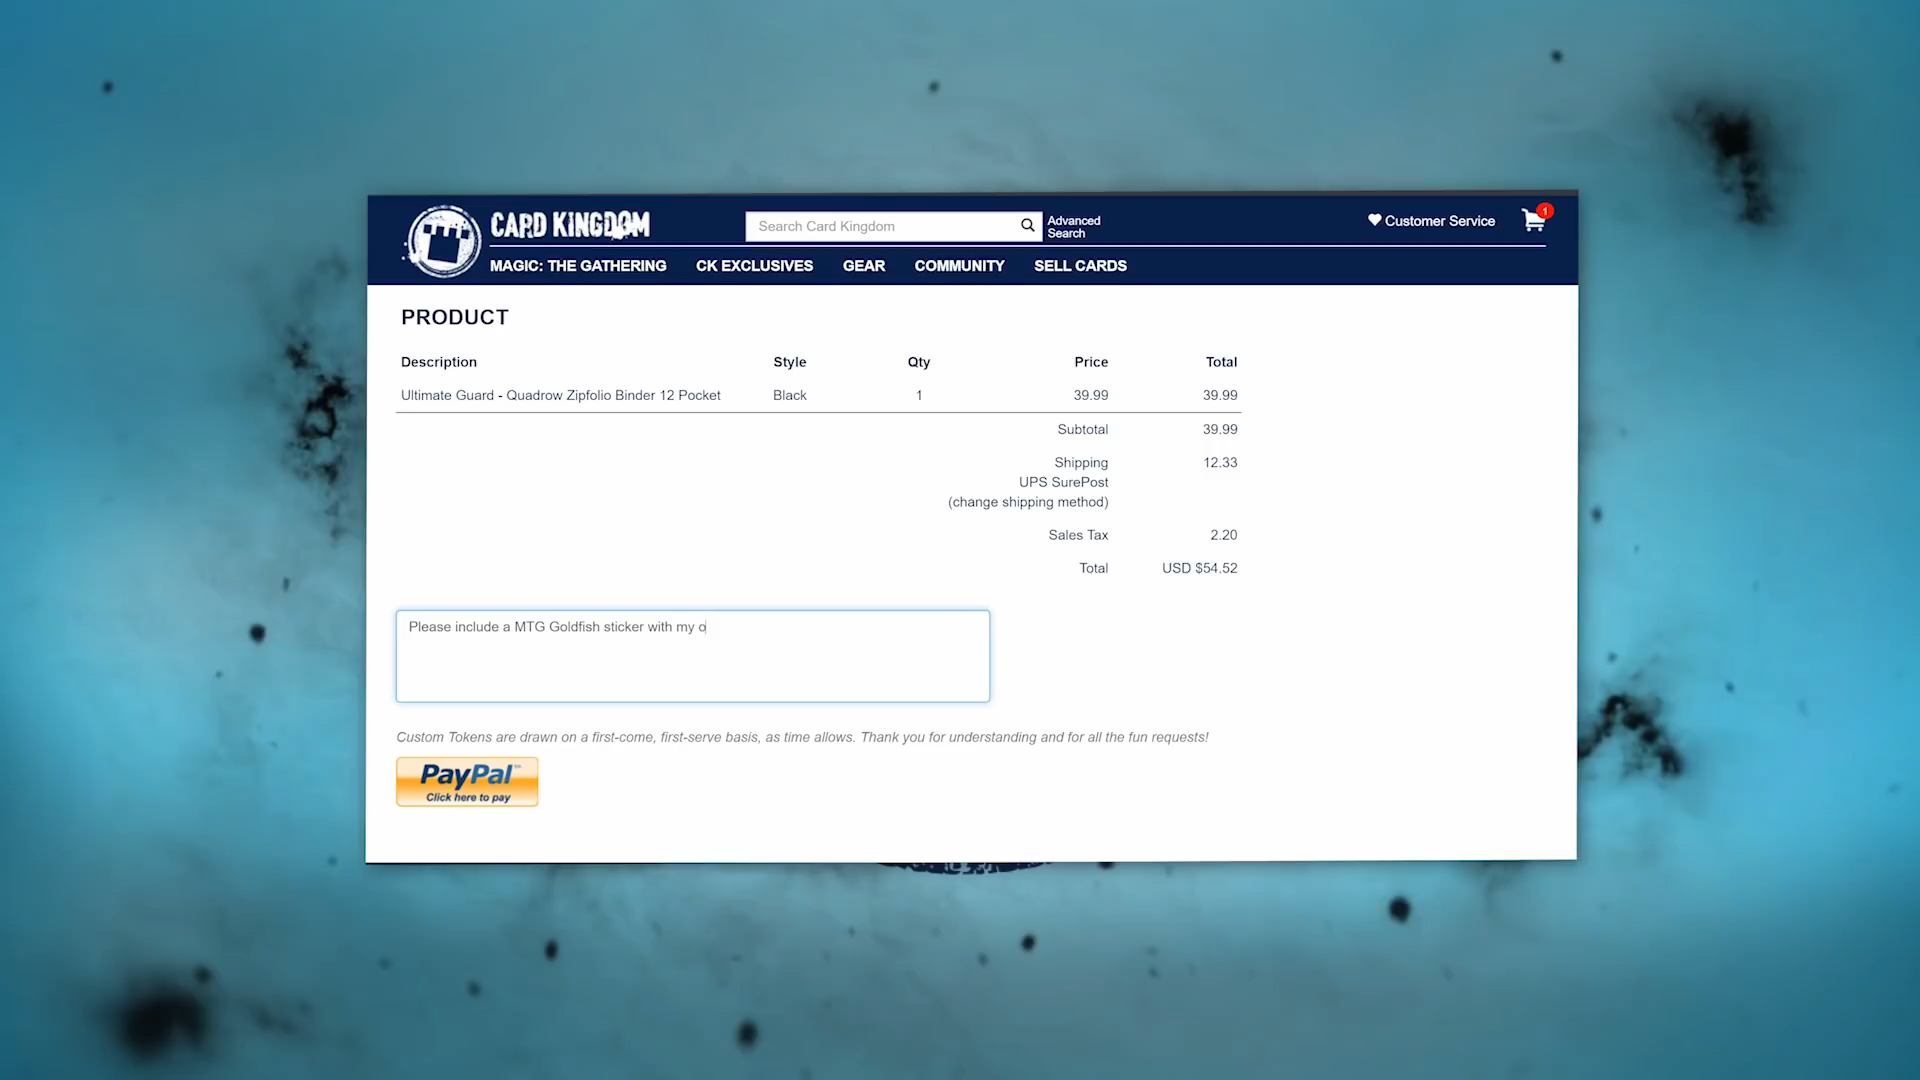 CARD KINGDOM
Search Card Kingdom
Advanced
Search
Customer Service
1
MAGIC: THE GATHERING CK EXCLUSIVES GEAR COMMUNITY SELL CARDS
PRODUCT
Description Style Qty Price Total
Ultimate Guard - Quadrow Zipfolio Binder 12 Pocket Black 1 39.99 39.99
Subtotal 39.99
Shipping 12.33
UPS SurePost
(change shipping method)
Sales Tax 2.20
Total USD $54.52
Please include a MTG Goldfish sticker with my o
Custom Tokens are drawn on a first-come, first-serve basis, as time allows. Thank you for understanding and for all the fun requests!
PayPal
Click here to pay